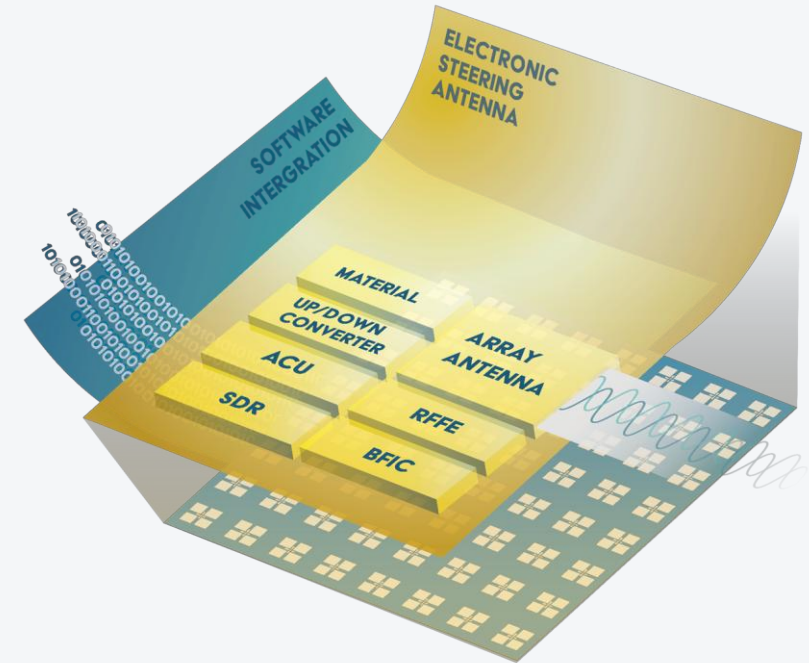 ELECTRONIC
STEERING
ANTENNA
SOFTWARE
INTERGRATION
MATERIAL
UP/DOWN
CONVERTER
ARRAY
ANTENNA
ACU
RFFE
SDR
BFIC